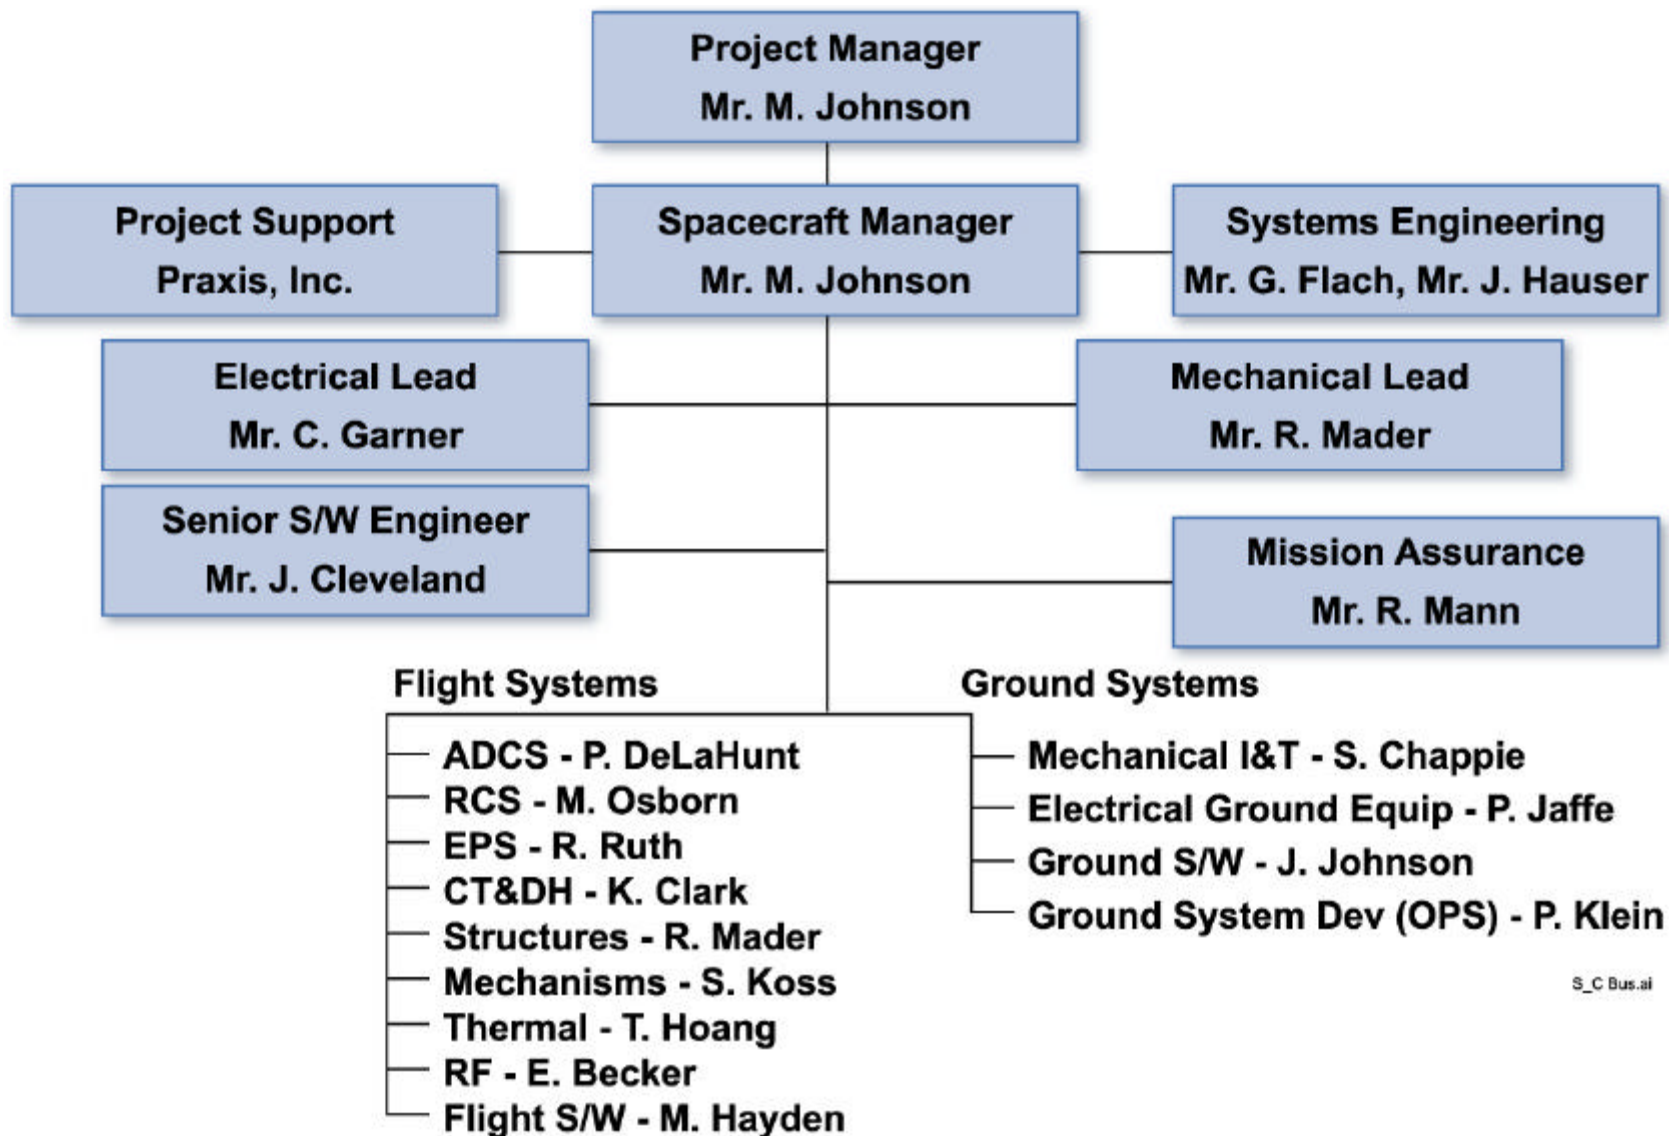 Project Manager
Mr. M. Johnson
Project Support
Praxis, Inc.
Spacecraft Manager
Mr. M. Johnson
Systems Engineering
Mr. G. Flach, Mr. J. Hauser
Electrical Lead
Mr. C. Garner
Mechanical Lead
Mr. R. Mader
Senior S/W Engineer
Mr. J. Cleveland
Mission Assurance
Mr. R. Mann
Flight Systems
ADCS - P. DeLaHunt
RCS - M. Osborn
EPS - R. Ruth
CT&DH - K. Clark
Structures - R. Mader
Mechanisms - S. Koss
Thermal - T. Hoang
RF - E. Becker
Flight S/W - M. Hayden
Ground Systems
Mechanical I&T - S. Chappie
Electrical Ground Equip - P. Jaffe
Ground S/W - J. Johnson
Ground System Dev (OPS) - P. Klein
S_C Bus.ai